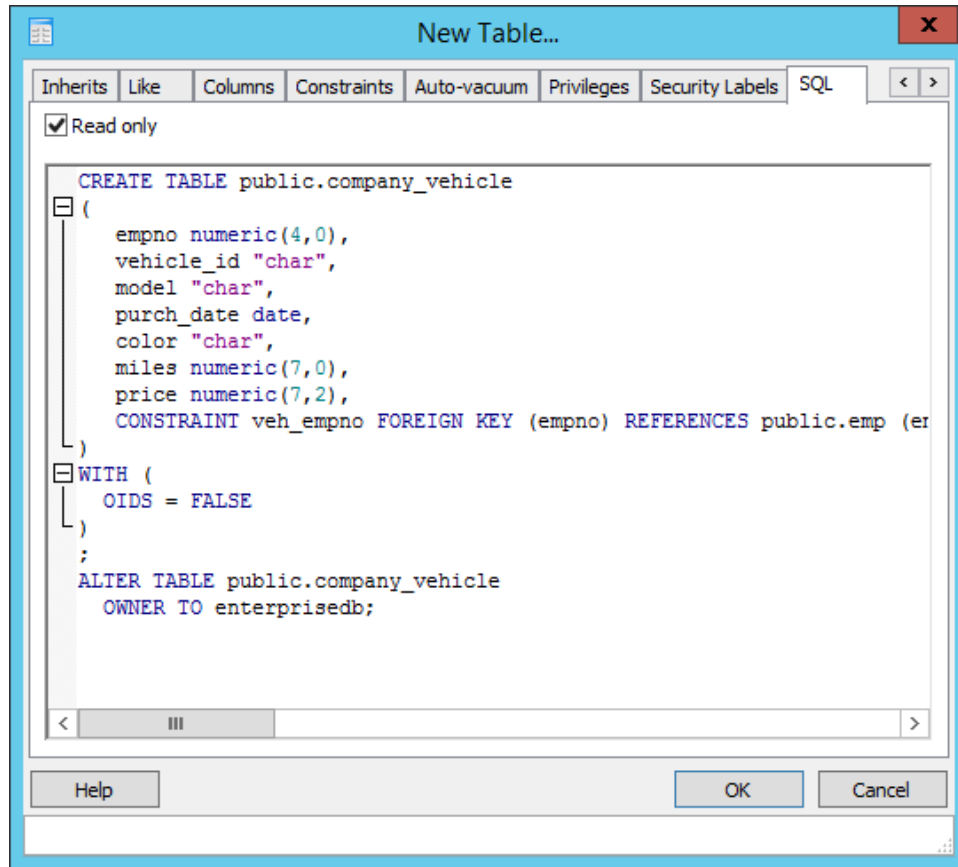 New Table...
x
Inherits Like Columns Constraints Auto-vacuum Privileges Security Labels SQL < >
Read only
CREATE TABLE public.company_vehicle
(
empno numeric(4,0),
vehicle_id "char",
model "char",
purch_date date,
color "char",
miles numeric(7,0),
price numeric(7,2),
CONSTRAINT veh_empno FOREIGN KEY (empno) REFERENCES public.emp
)
WITH (
OIDS = FALSE
)
;
ALTER TABLE public.company_vehicle
OWNER TO enterprisedb;
Help OK Cancel